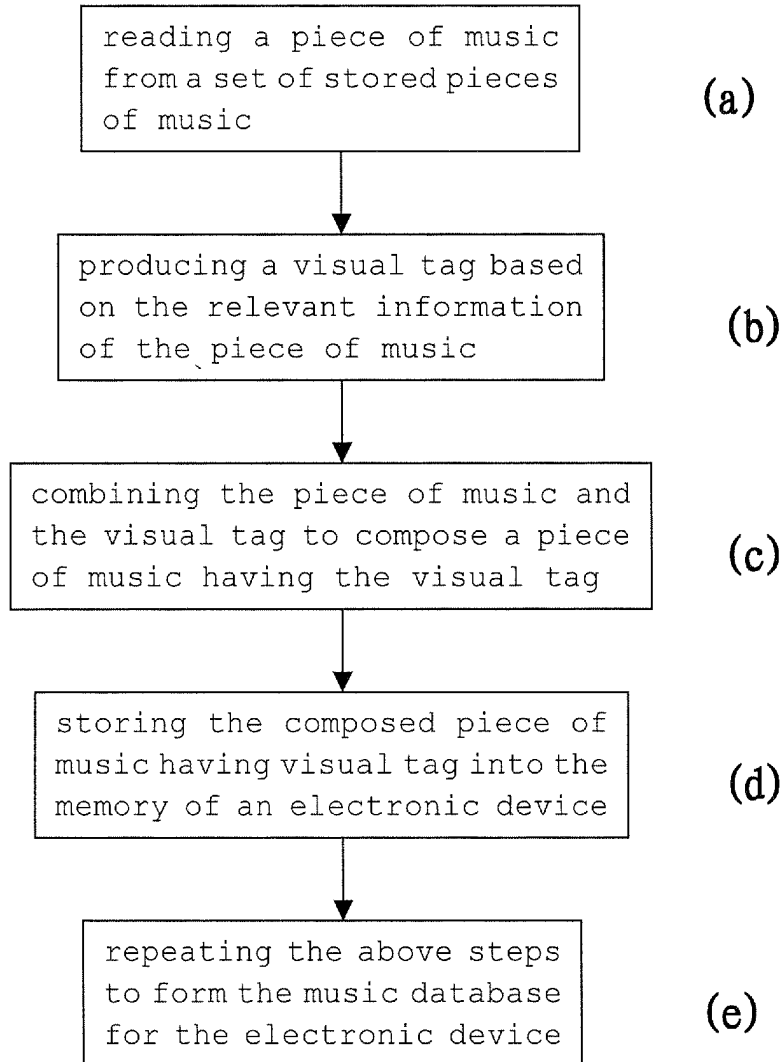 reading a piece of music
from a set of stored pieces
of music
(a)
producing a visual tag based
on the relevant information
of the piece of music
(b)
combining the piece of music and
the visual tag to compose a piece
of music having the visual tag
(c)
storing the composed piece of
music having visual tag into the
memory of an electronic device
(d)
repeating the above steps
to form the music database
for the electronic device
(e)